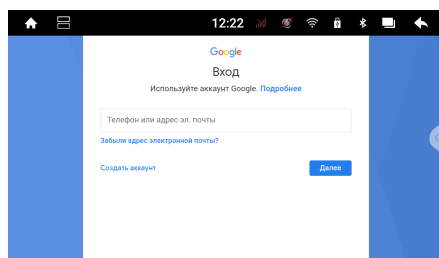 12:22
Google
Вход
Используйте аккаунт Google. Подробнее
Телефон или адрес эл. почты
Забыли адрес электронной почты?
Создать аккаунт
Далее